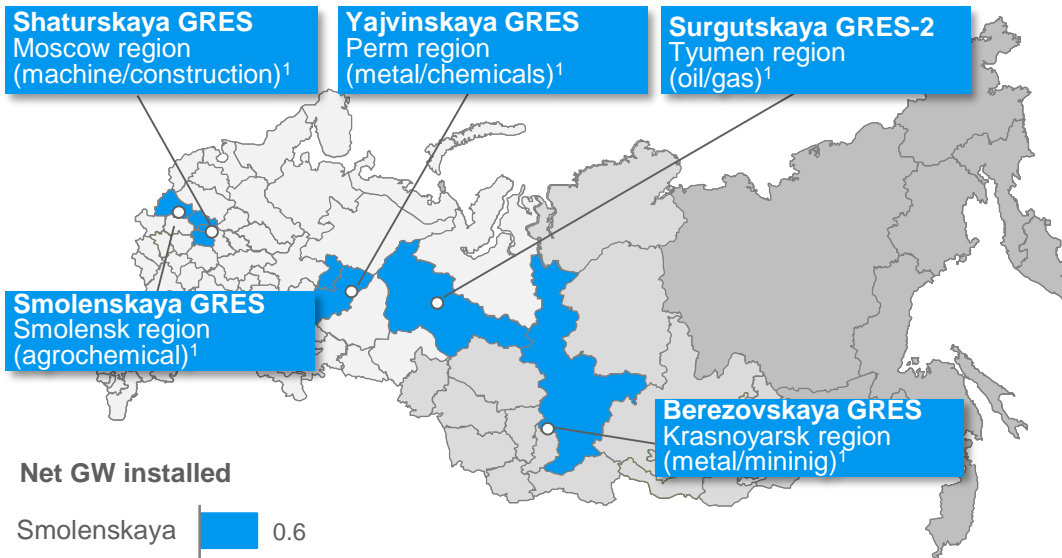 Shaturskaya GRES
Moscow region
(machine/construction)1
Yajvinskaya GRES
Perm region
(metal/chemicals)1
Surgutskaya GRES-2
Tyumen region
(oil/gas)1
Smolenskaya GRES
Smolensk region
(agrochemical)1
Berezovskaya GRES
Krasnoyarsk region
(metal/mininig)1
Net GW installed
Smolenskaya 0.6